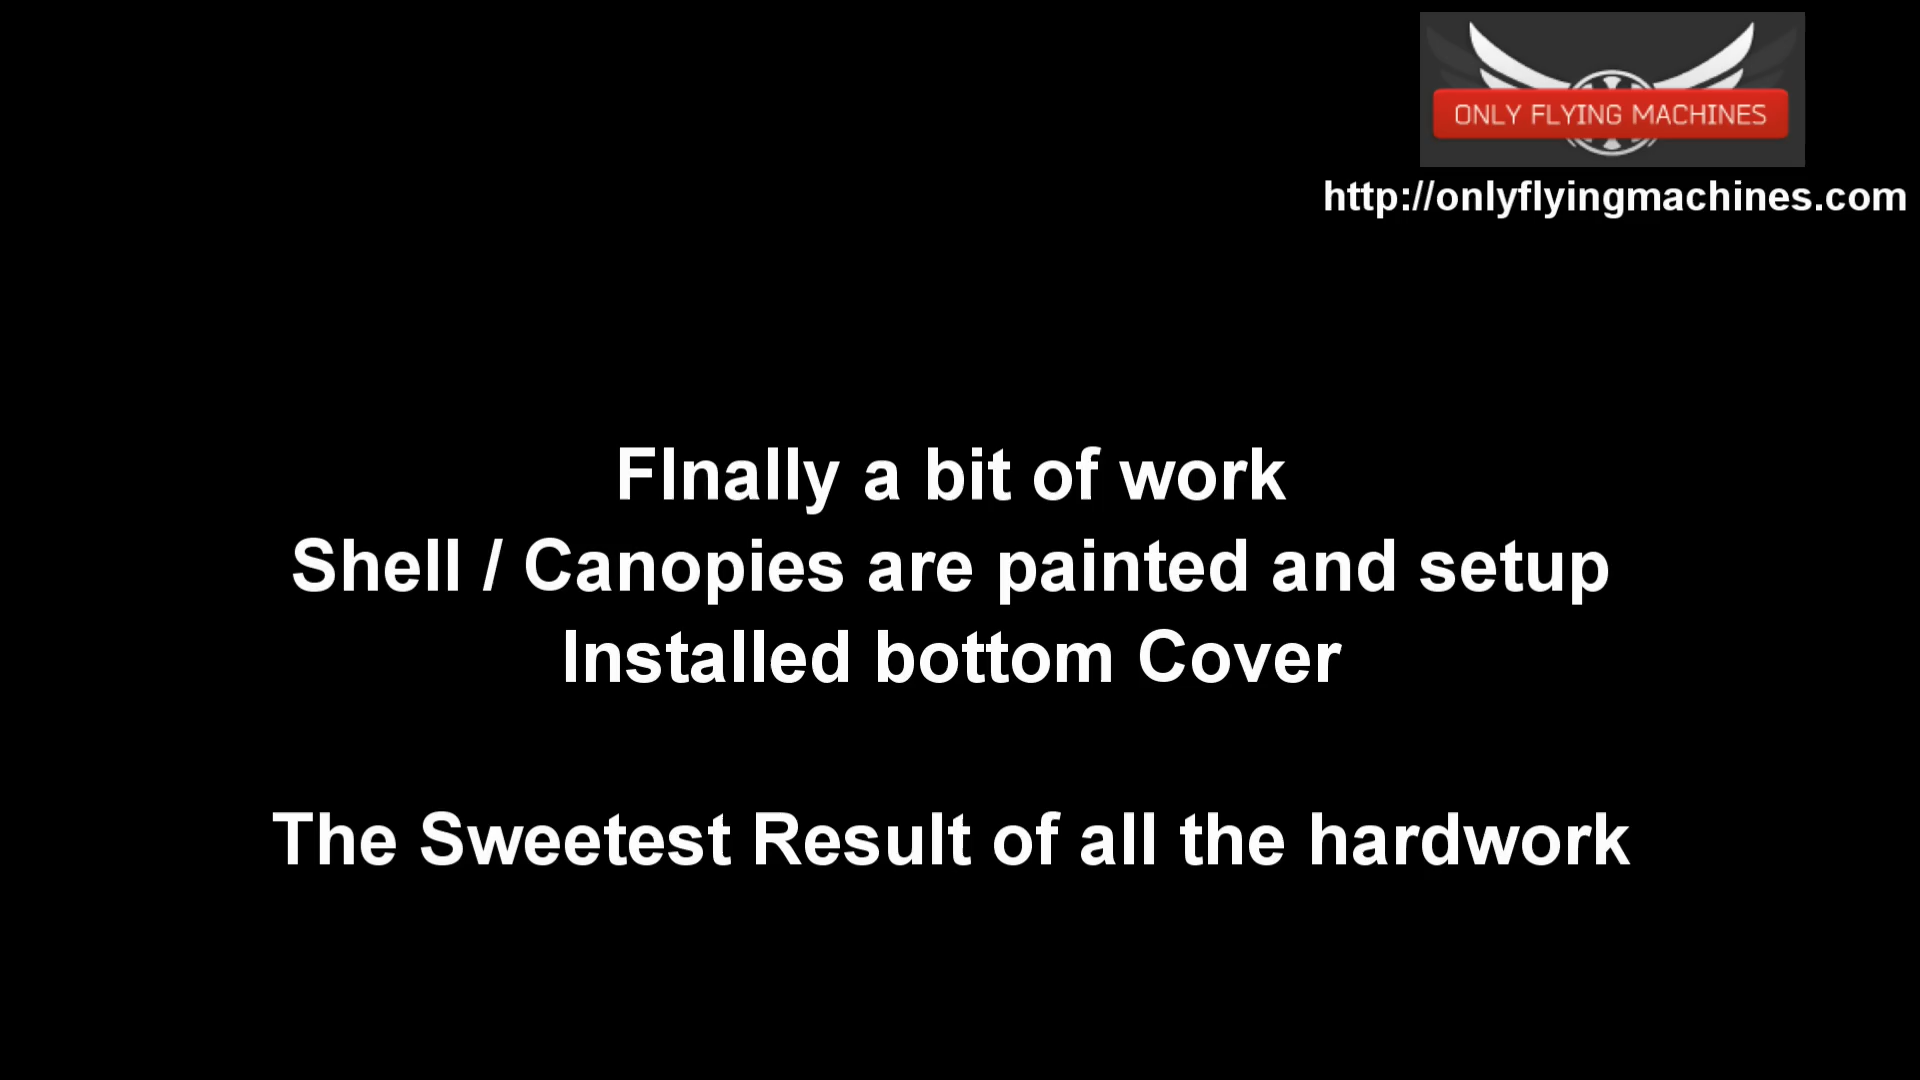 ONLY FLYING MACHINES
http://onlyflyingmachines.com
FInally a bit of work
Shell / Canopies are painted and setup
Installed bottom Cover
The Sweetest Result of all the hardwork